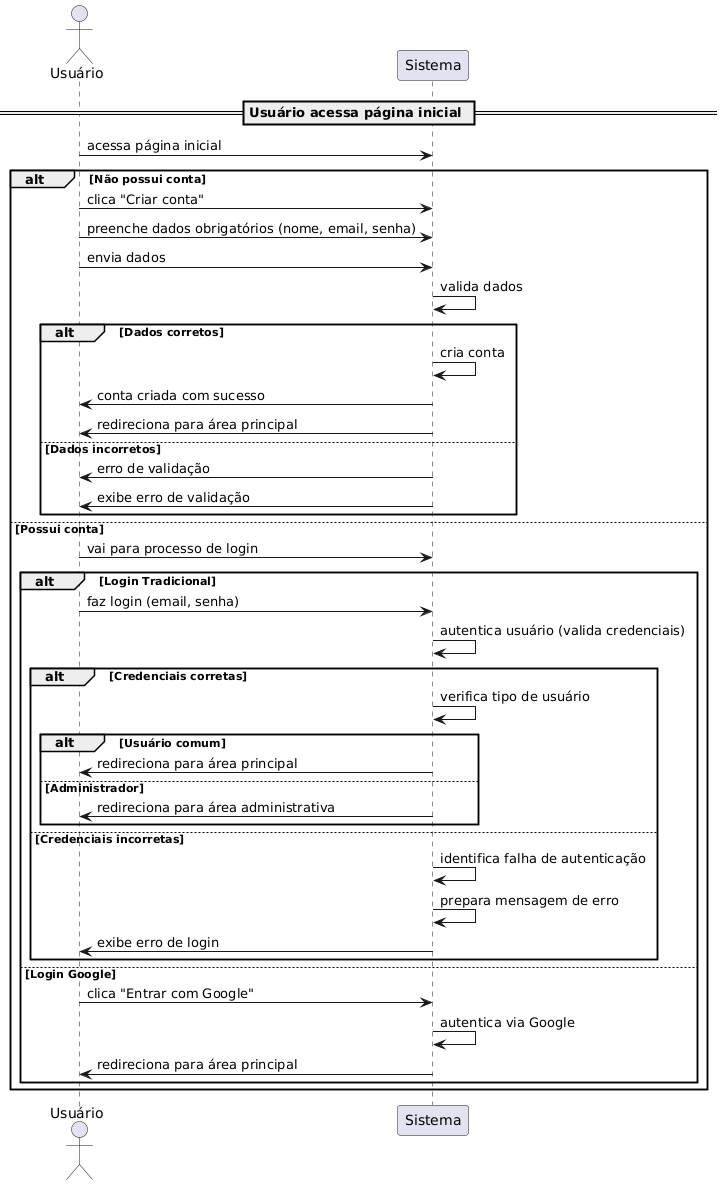 Usuário
Sistema
Usuário acessa página inicial
acessa página inicial
alt [Não possui conta]
clica "Criar conta"
preenche dados obrigatórios (nome, email, senha)
envia dados
valida dados
alt [Dados corretos]
cria conta
conta criada com sucesso
redireciona para área principal
[Dados incorretos]
erro de validação
exibe erro de validação
[Possui conta]
vai para processo de login
alt [Login Tradicional]
faz login (email, senha)
autentica usuário (valida credenciais)
alt [Credenciais corretas]
verifica tipo de usuário
alt [Usuário comum]
redireciona para área principal
[Administrador]
redireciona para área administrativa
[Credenciais incorretas]
identifica falha de autenticação
prepara mensagem de erro
exibe erro de login
[Login Google]
clica "Entrar com Google"
autentica via Google
redireciona para área principal
Usuário
Sistema